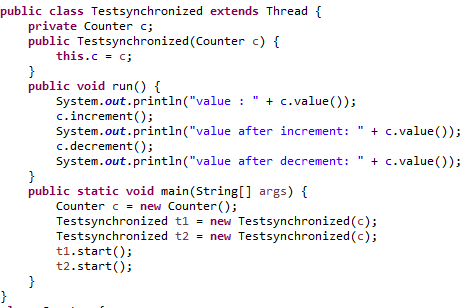 public class Testsynchronized extends Thread {
    private Counter c;
    public Testsynchronized(Counter c) {
        this.c = c;
    }
    public void run() {
        System.out.println("value : " + c.value());
        c.increment();
        System.out.println("value after increment: " + c.value());
        c.decrement();
        System.out.println("value after decrement: " + c.value());
    }
    public static void main(String[] args) {
        Counter c = new Counter();
        Testsynchronized t1 = new Testsynchronized(c);
        Testsynchronized t2 = new Testsynchronized(c);
        t1.start();
        t2.start();
    }
}